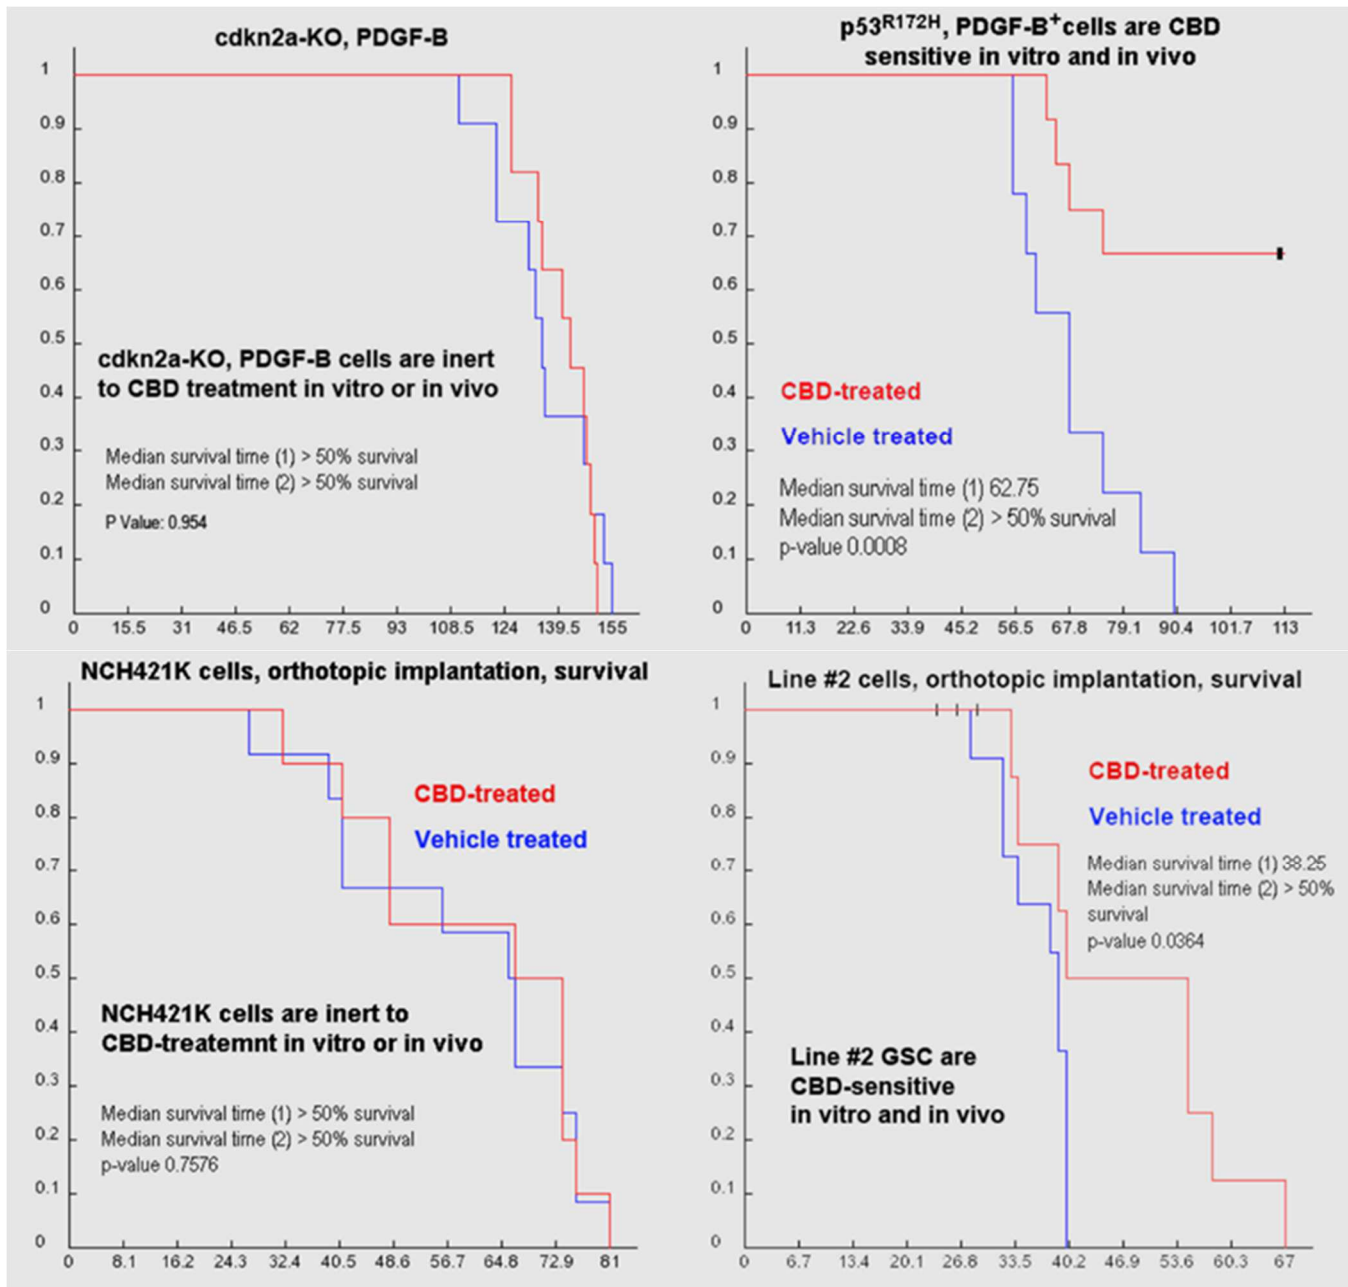 cdkn2a-KO, PDGF-B
1
0.9
0.8
0.7
0.6
0.5
0.4
0.3
0.2
0.1
0
cdkn2a-KO, PDGF-B cells are inert
to CBD treatment in vitro or in vivo
Median survival time (1) > 50% survival
Median survival time (2) > 50% survival
P Value: 0.954
0 15.5 31 46.5 62 77.5 93 108.5 124 139.5 155
p53R172H, PDGF-B+cells are CBD
sensitive in vitro and in vivo
1
0.9
0.8
0.7
0.6
0.5
0.4
0.3
0.2
0.1
0
CBD-treated
Vehicle treated
Median survival time (1) 62.75
Median survival time (2) > 50% survival
p-value 0.0008
0 11.3 22.6 33.9 45.2 56.5 67.8 79.1 90.4 101.7 113
NCH421K cells, orthotopic implantation, survival
1
0.9
0.8
0.7
0.6
0.5
0.4
0.3
0.2
0.1
0
CBD-treated
Vehicle treated
NCH421K cells are inert to
CBD-treatemnt in vitro or in vivo
Median survival time (1) > 50% survival
Median survival time (2) > 50% survival
p-value 0.7576
0 8.1 16.2 24.3 32.4 40.5 48.6 56.7 64.8 72.9 81
Line #2 cells, orthotopic implantation, survival
1
0.9
0.8
0.7
0.6
0.5
0.4
0.3
0.2
0.1
0
CBD-treated
Vehicle treated
Median survival time (1) 38.25
Median survival time (2) > 50%
survival
p-value 0.0364
Line #2 GSC are
CBD-sensitive
in vitro and in vivo
0 6.7 13.4 20.1 26.8 33.5 40.2 46.9 53.6 60.3 67